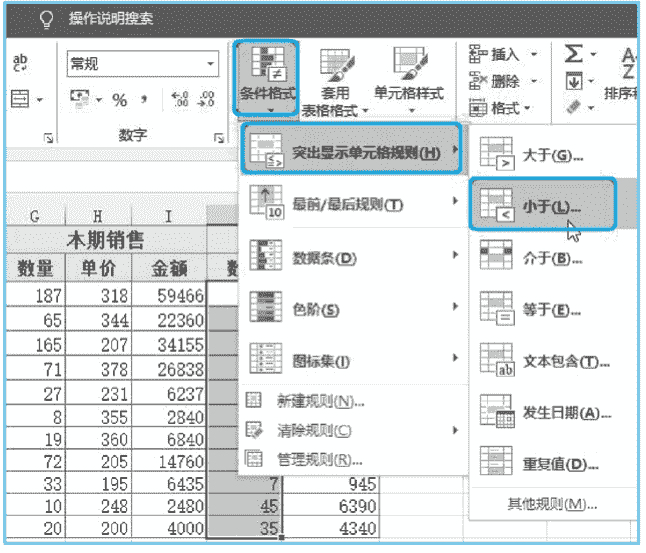 操作说明搜索
ab
常规
% ,
.00 .00
数字
条件格式
套用
表格格式
单元格样式
插入
删除
格式
Σ
A
Z
排序和
突出显示单元格规则(H)
最前/最后规则(T)
10
数据条(D)
色阶(S)
图标集(I)
新建规则(N)...
清除规则(C)
管理规则(R)...
大于(G)...
小于(L)...
介于(B)...
等于(E)...
文本包含(T)...
ab
发生日期(A)...
重复值(D)...
其他规则(M)...
G H I
本期销售
数量 单价 金额
187 318 59466
65 344 22360
165 207 34155
71 378 26838
27 231 6237
8 355 2840
19 360 6840
72 205 14760
33 195 6435 7 945
10 248 2480 45 6390
20 200 4000 35 4340